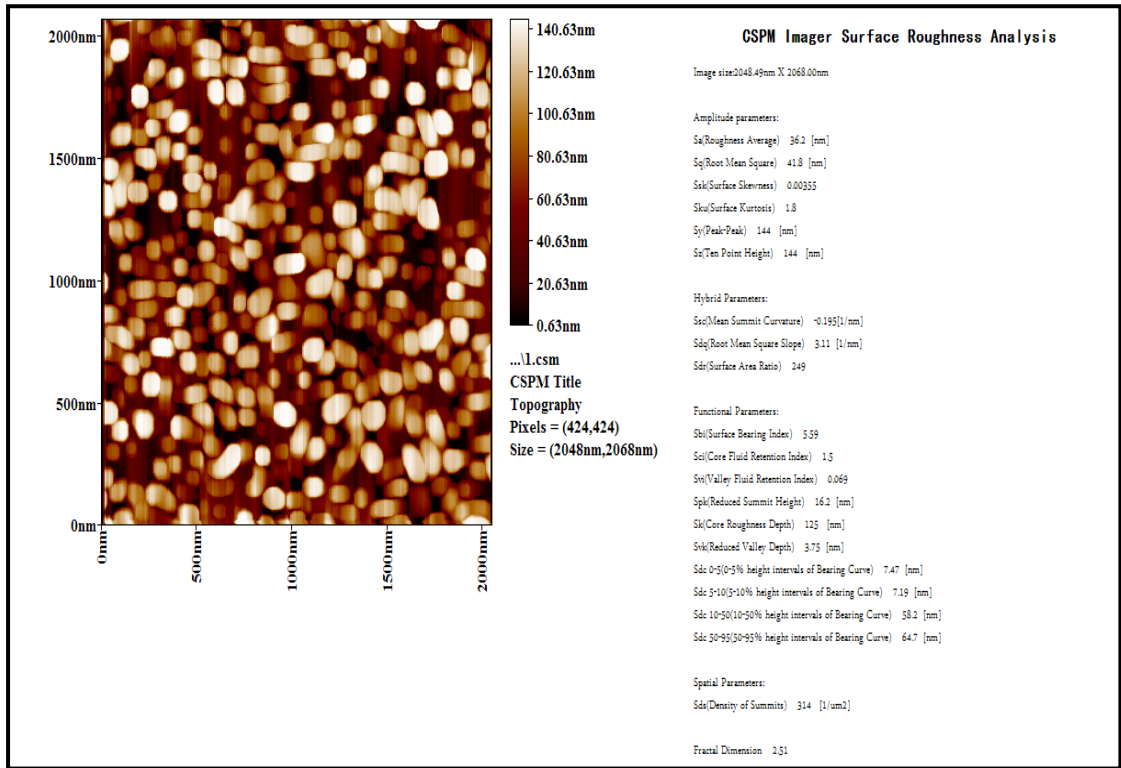 2000nm
1500nm
1000nm
500nm
0nm
0nm
500nm
1000nm
1500nm
2000nm
140.63nm
120.63nm
100.63nm
80.63nm
60.63nm
40.63nm
20.63nm
0.63nm
...\1.csm
CSPM Title
Topography
Pixels = (424,424)
Size = (2048nm,2068nm)
CSPM Imager Surface Roughness Analysis
Image size:2048.49nm X 2068.00nm
Amplitude parameters:
Sa(Roughness Average) 36.2 [nm]
Sq(Root Mean Square) 41.8 [nm]
Ssk(Surface Skewness) 0.00355
Sku(Surface Kurtosis) 1.8
Sy(Peak-Peak) 144 [nm]
Sz(Ten Point Height) 144 [nm]
Hybrid Parameters:
Ssc(Mean Summit Curvature) -0.195[1/nm]
Sdq(Root Mean Square Slope) 3.11 [1/nm]
Sdr(Surface Area Ratio) 249
Functional Parameters:
Sbi(Surface Bearing Index) 5.59
Sci(Core Fluid Retention Index) 1.5
Svi(Valley Fluid Retention Index) 0.069
Spk(Reduced Summit Height) 16.2 [nm]
Sk(Core Roughness Depth) 125 [nm]
Svk(Reduced Valley Depth) 3.75 [nm]
Sdc 0-5(0-5% height intervals of Bearing Curve) 7.47 [nm]
Sdc 5-10(5-10% height intervals of Bearing Curve) 7.19 [nm]
Sdc 10-50(10-50% height intervals of Bearing Curve) 58.2 [nm]
Sdc 50-95(50-95% height intervals of Bearing Curve) 64.7 [nm]
Spatial Parameters:
Sds(Density of Summits) 314 [1/um2]
Fractal Dimension 2.51